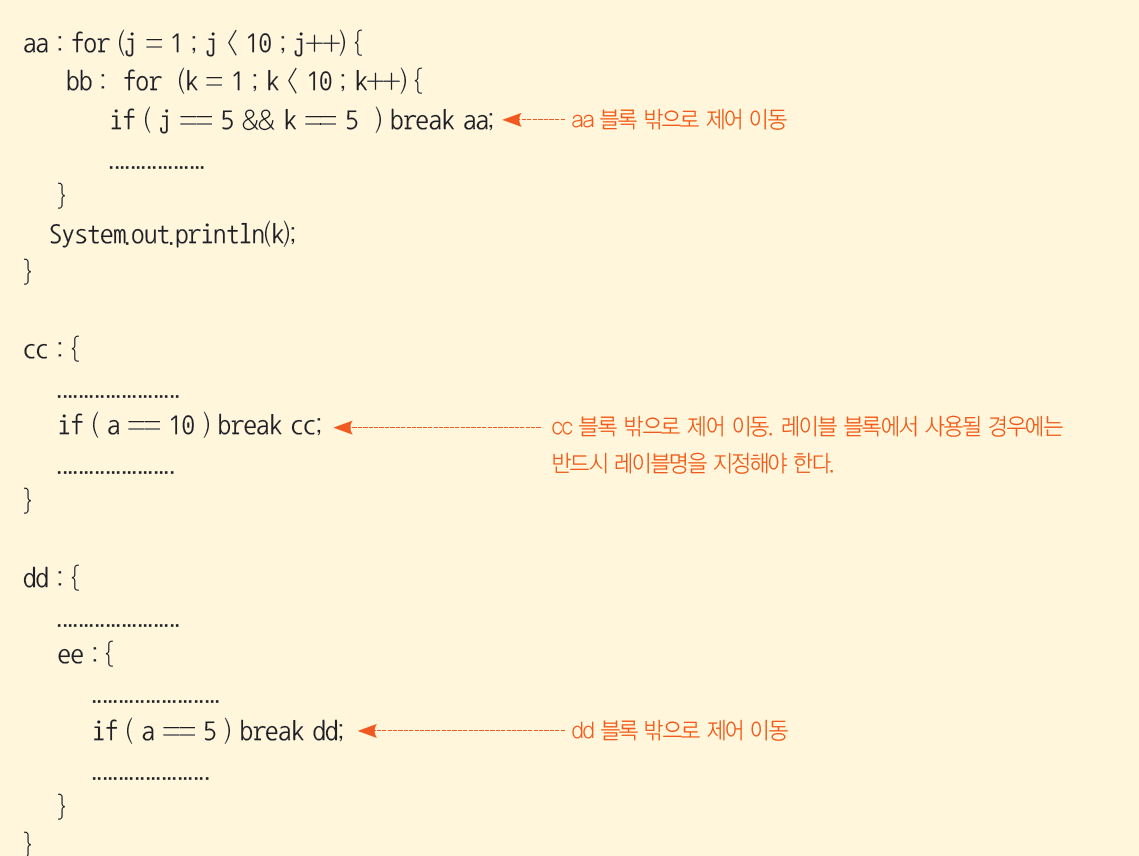 aa : for (j = 1 ; j < 10 ; j++) {
bb : for (k = 1 ; k < 10 ; k++) {
if ( j == 5 && k == 5 ) break aa; aa 블록 밖으로 제어 이동
..................
}
System.out.println(k);
}
cc : {
.......................
if ( a == 10 ) break cc; cc 블록 밖으로 제어 이동. 레이블 블록에서 사용될 경우에는
반드시 레이블명을 지정해야 한다.
......................
}
dd : {
.......................
ee : {
........................
if ( a == 5 ) break dd; dd 블록 밖으로 제어 이동
......................
}
}